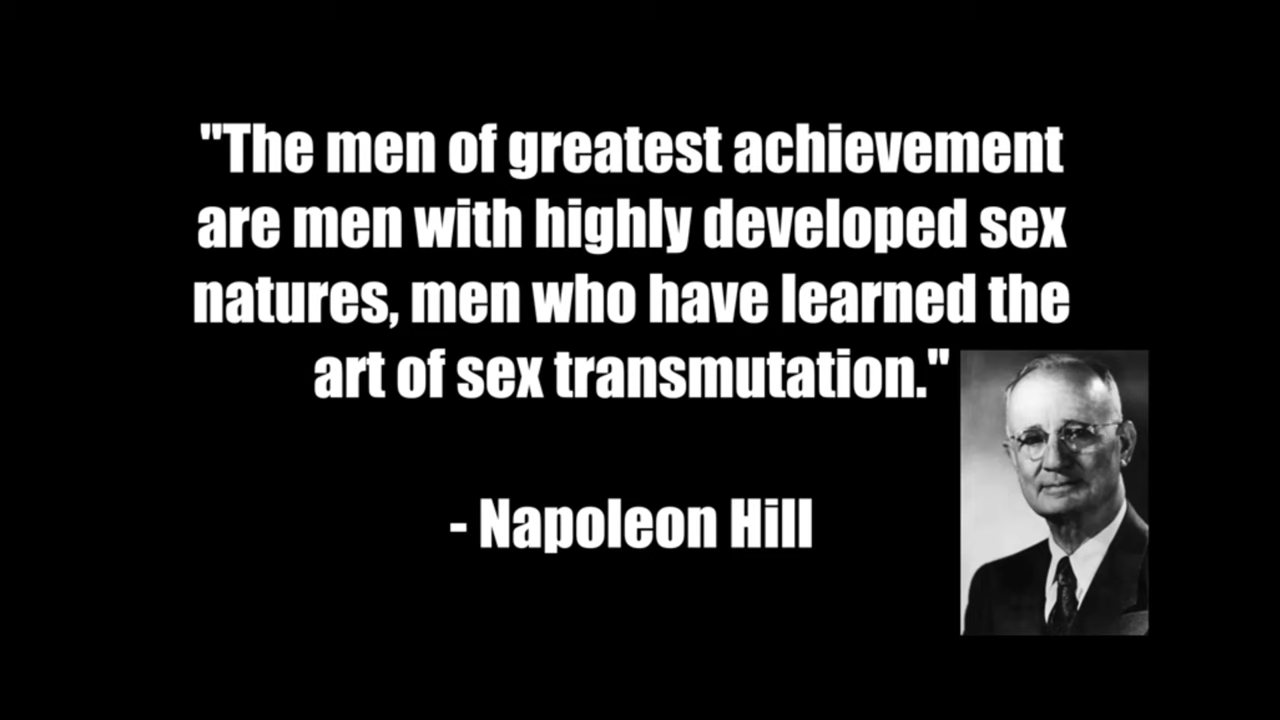 "The men of greatest achievement
are men with highly developed sex
natures, men who have learned the
art of sex transmutation."
- Napoleon Hill